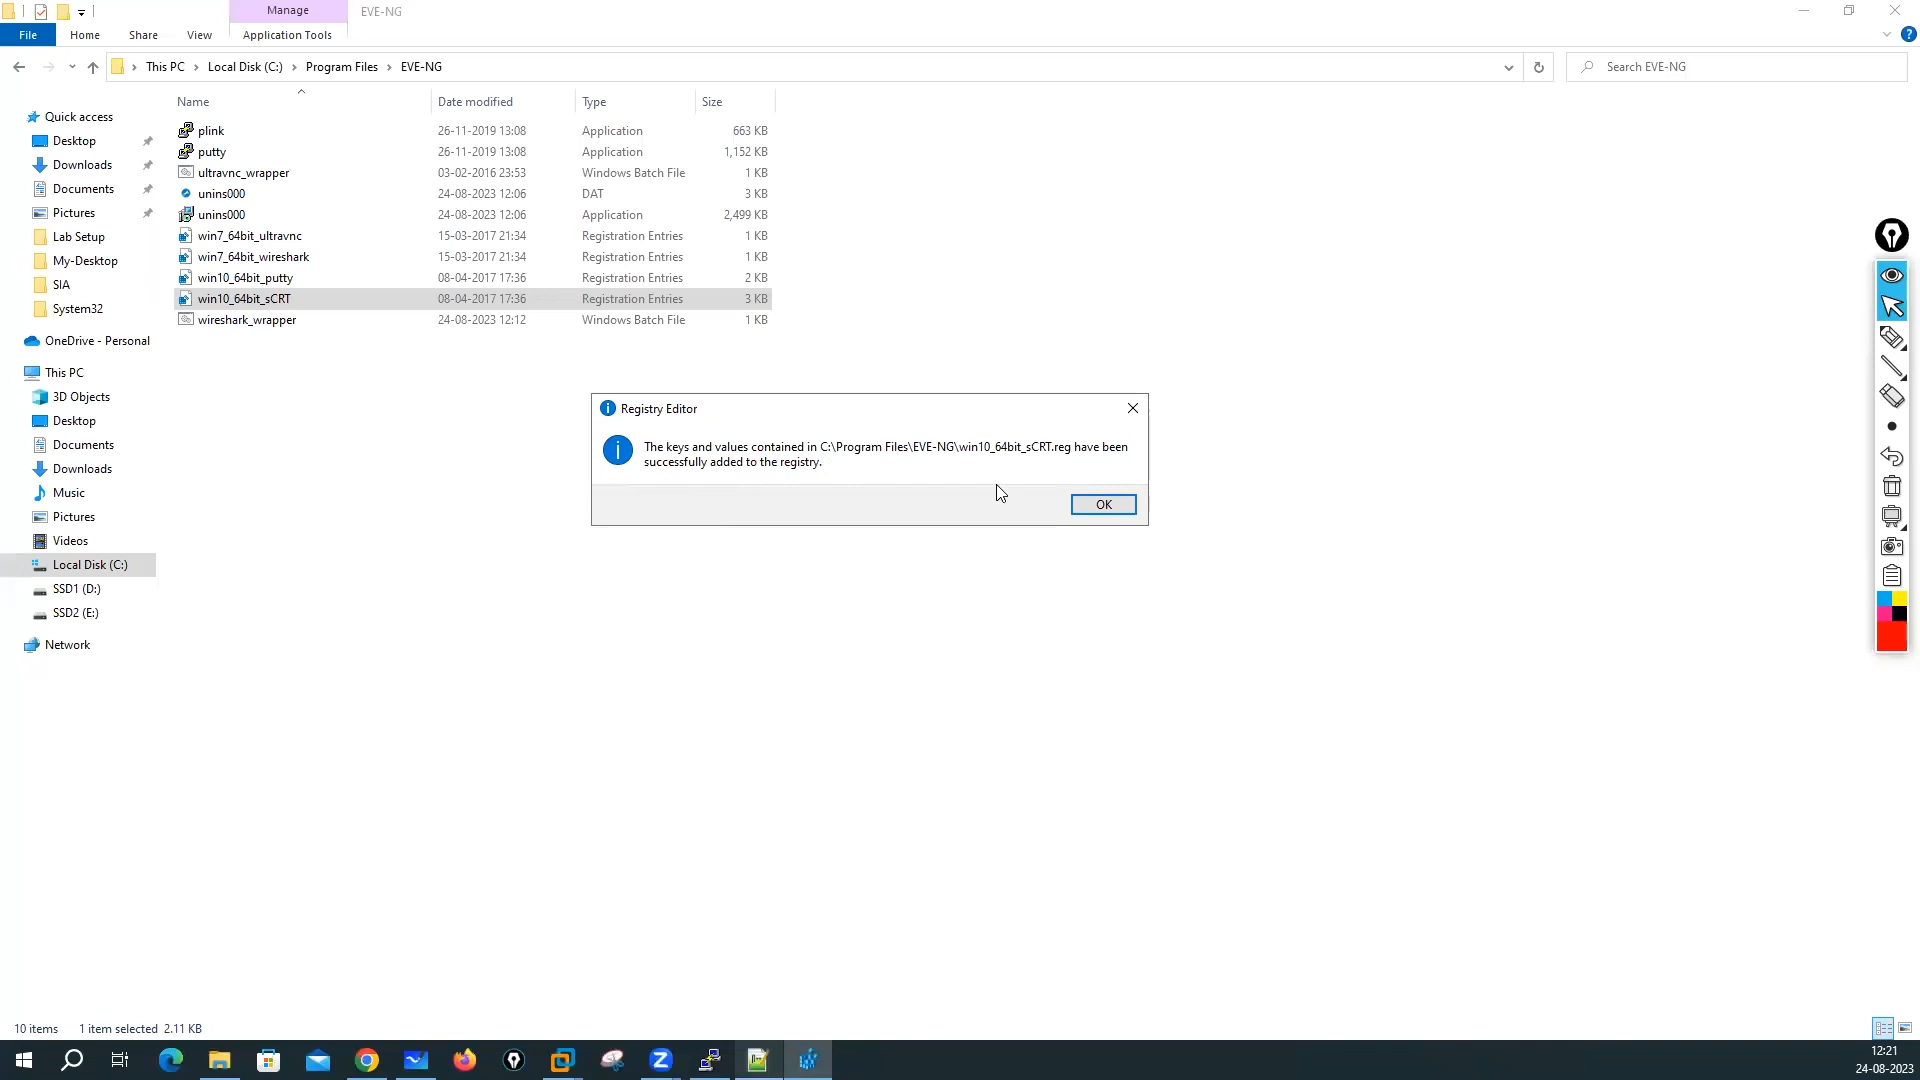 Manage
EVE-NG
File
Home
Share
View
Application Tools
?
This PC
Local Disk (C:)
Program Files
EVE-NG
Search EVE-NG
Name
Date modified
Type
Size
Quick access
Desktop
Downloads
Documents
Pictures
Lab Setup
My-Desktop
SIA
System32
OneDrive - Personal
This PC
3D Objects
Desktop
Documents
Downloads
Music
Pictures
Videos
Local Disk (C:)
SSD1 (D:)
SSD2 (E:)
Network
plink 26-11-2019 13:08 Application 663 KB
putty 26-11-2019 13:08 Application 1,152 KB
ultravnc_wrapper 03-02-2016 23:53 Windows Batch File 1 KB
unins000 24-08-2023 12:06 DAT 3 KB
unins000 24-08-2023 12:06 Application 2,499 KB
win7_64bit_ultravnc 15-03-2017 21:34 Registration Entries 1 KB
win7_64bit_wireshark 15-03-2017 21:34 Registration Entries 1 KB
win10_64bit_putty 08-04-2017 17:36 Registration Entries 2 KB
win10_64bit_sCRT 08-04-2017 17:36 Registration Entries 3 KB
wireshark_wrapper 24-08-2023 12:12 Windows Batch File 1 KB
Registry Editor
The keys and values contained in C:\Program Files\EVE-NG\win10_64bit_sCRT.reg have been
successfully added to the registry.
OK
10 items
1 item selected 2.11 KB
12:21
24-08-2023